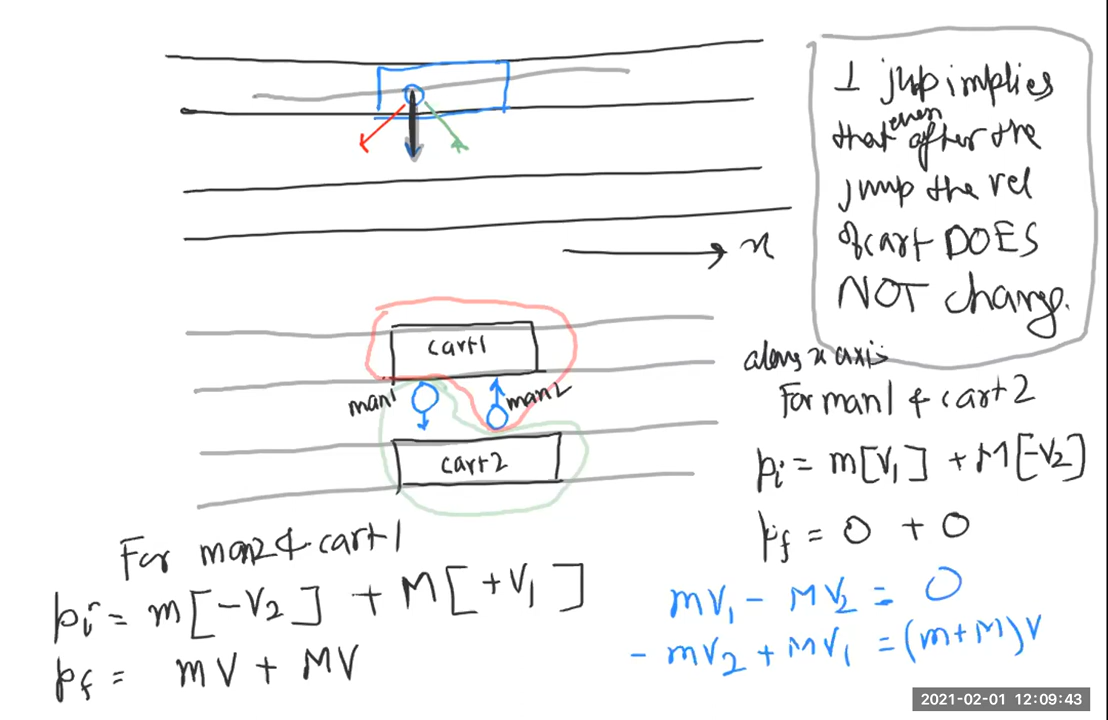 ⊥ jump implies
that even after the
jump the vel
of cart DOES
NOT change.
x
cart1
man1
man2
cart2
along x axis
For man1 & cart2
pi = m[V1] + M[-V2]
pf = 0 + 0
For man2 & cart1
pi = m[-V2] + M[+V1]
pf = mV + MV
mV1 - MV2 = 0
- mV2 + MV1 = (m+M)V
2021-02-01 12:09:43